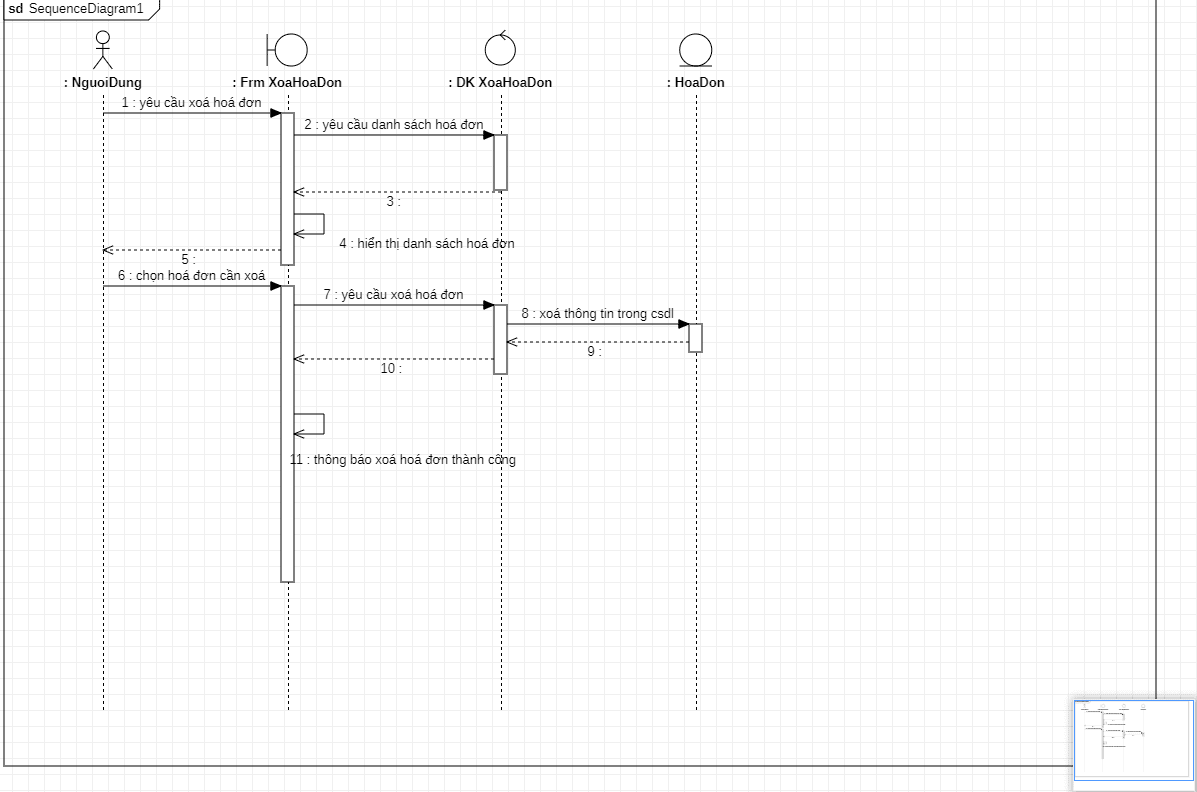 sd SequenceDiagram1
: NguoiDung
: Frm XoaHoaDon
: DK XoaHoaDon
: HoaDon
1 : yêu cầu xoá hoá đơn
2 : yêu cầu danh sách hoá đơn
3 :
4 : hiển thị danh sách hoá đơn
5 :
6 : chọn hoá đơn cần xoá
7 : yêu cầu xoá hoá đơn
8 : xoá thông tin trong csdl
9 :
10 :
11 : thông báo xoá hoá đơn thành công